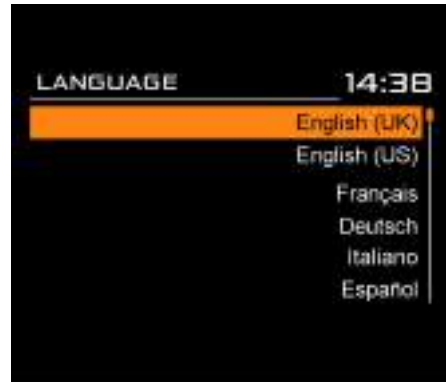 LANGUAGE 14:38
English (UK)
English (US)
Français
Deutsch
Italiano
Español